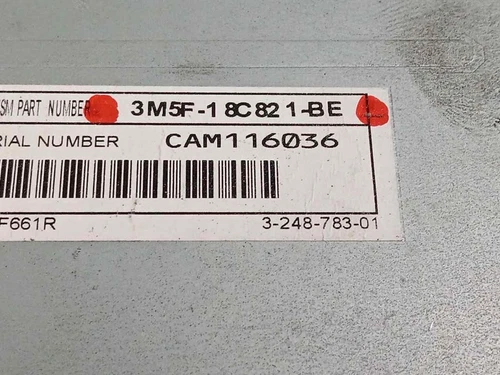 SM PART NUMBER 3M5F-18C821-BE
RIAL NUMBER CAM116036
F661R 3-248-783-01